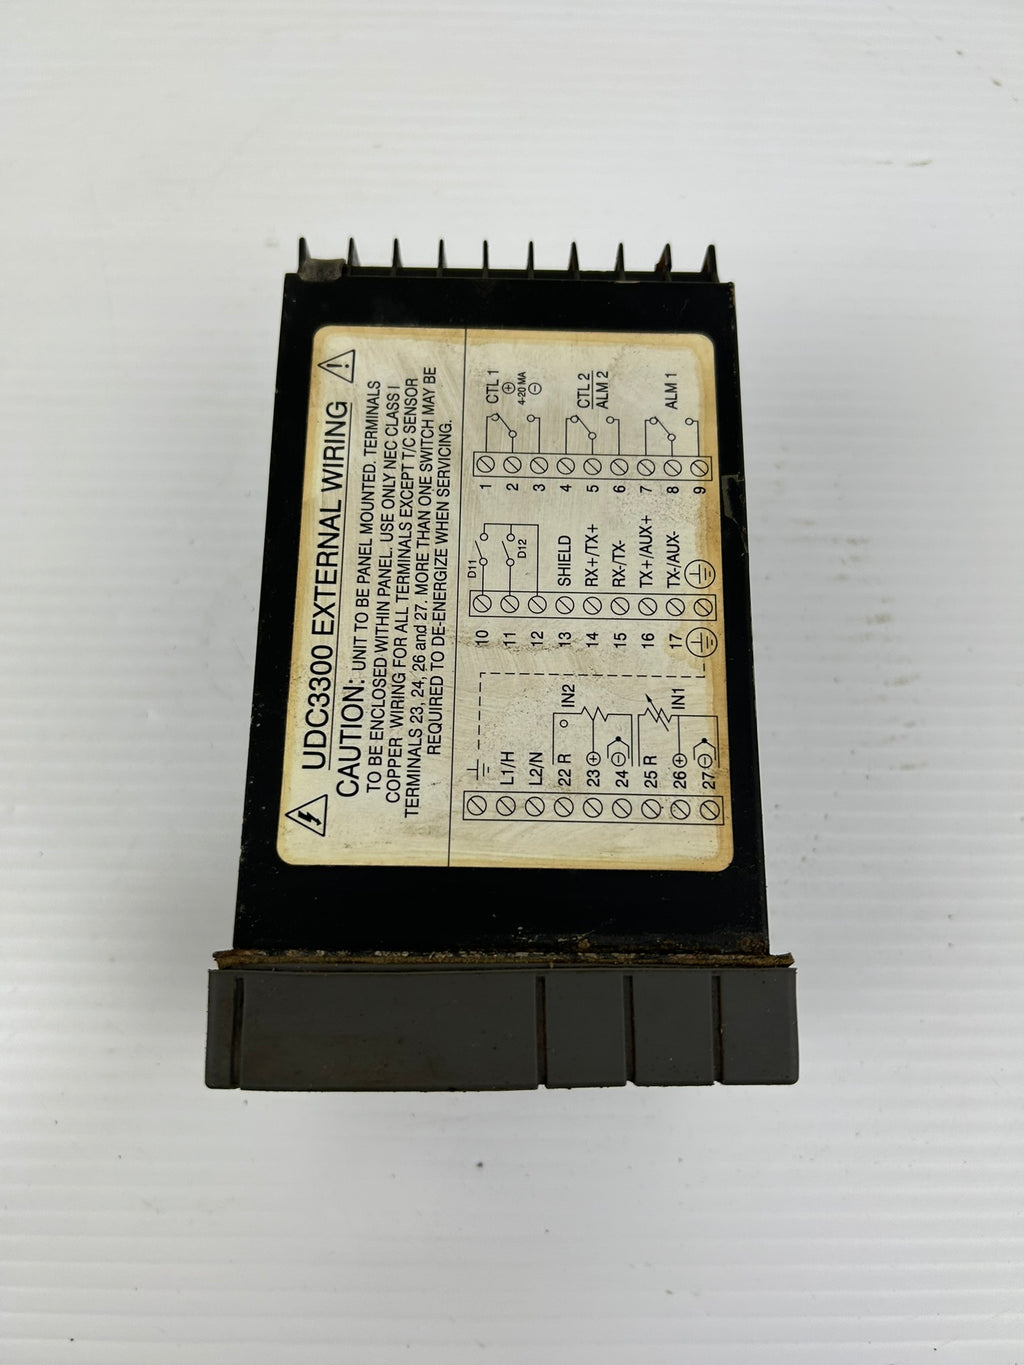 UDC3300 EXTERNAL WIRING
CAUTION: UNIT TO BE PANEL MOUNTED. TERMINALS
TO BE ENCLOSED WITHIN PANEL. USE ONLY NEC CLASS I
COPPER WIRING FOR ALL TERMINALS EXCEPT T/C SENSOR
TERMINALS 23, 24, 26 and 27. MORE THAN ONE SWITCH MAY BE
REQUIRED TO DE-ENERGIZE WHEN SERVICING.
L1/H
L2/N
22 R
23 +
24 -
25 R
26 +
27 -
IN2
IN1
D11
D12
10
11
12
13 SHIELD
14 RX+/TX+
15 RX-/TX-
16 TX+/AUX+
17 TX-/AUX-
1
2
3
4
5
6
7
8
9
CTL 1
+
4-20 MA
-
CTL 2
ALM 2
ALM 1